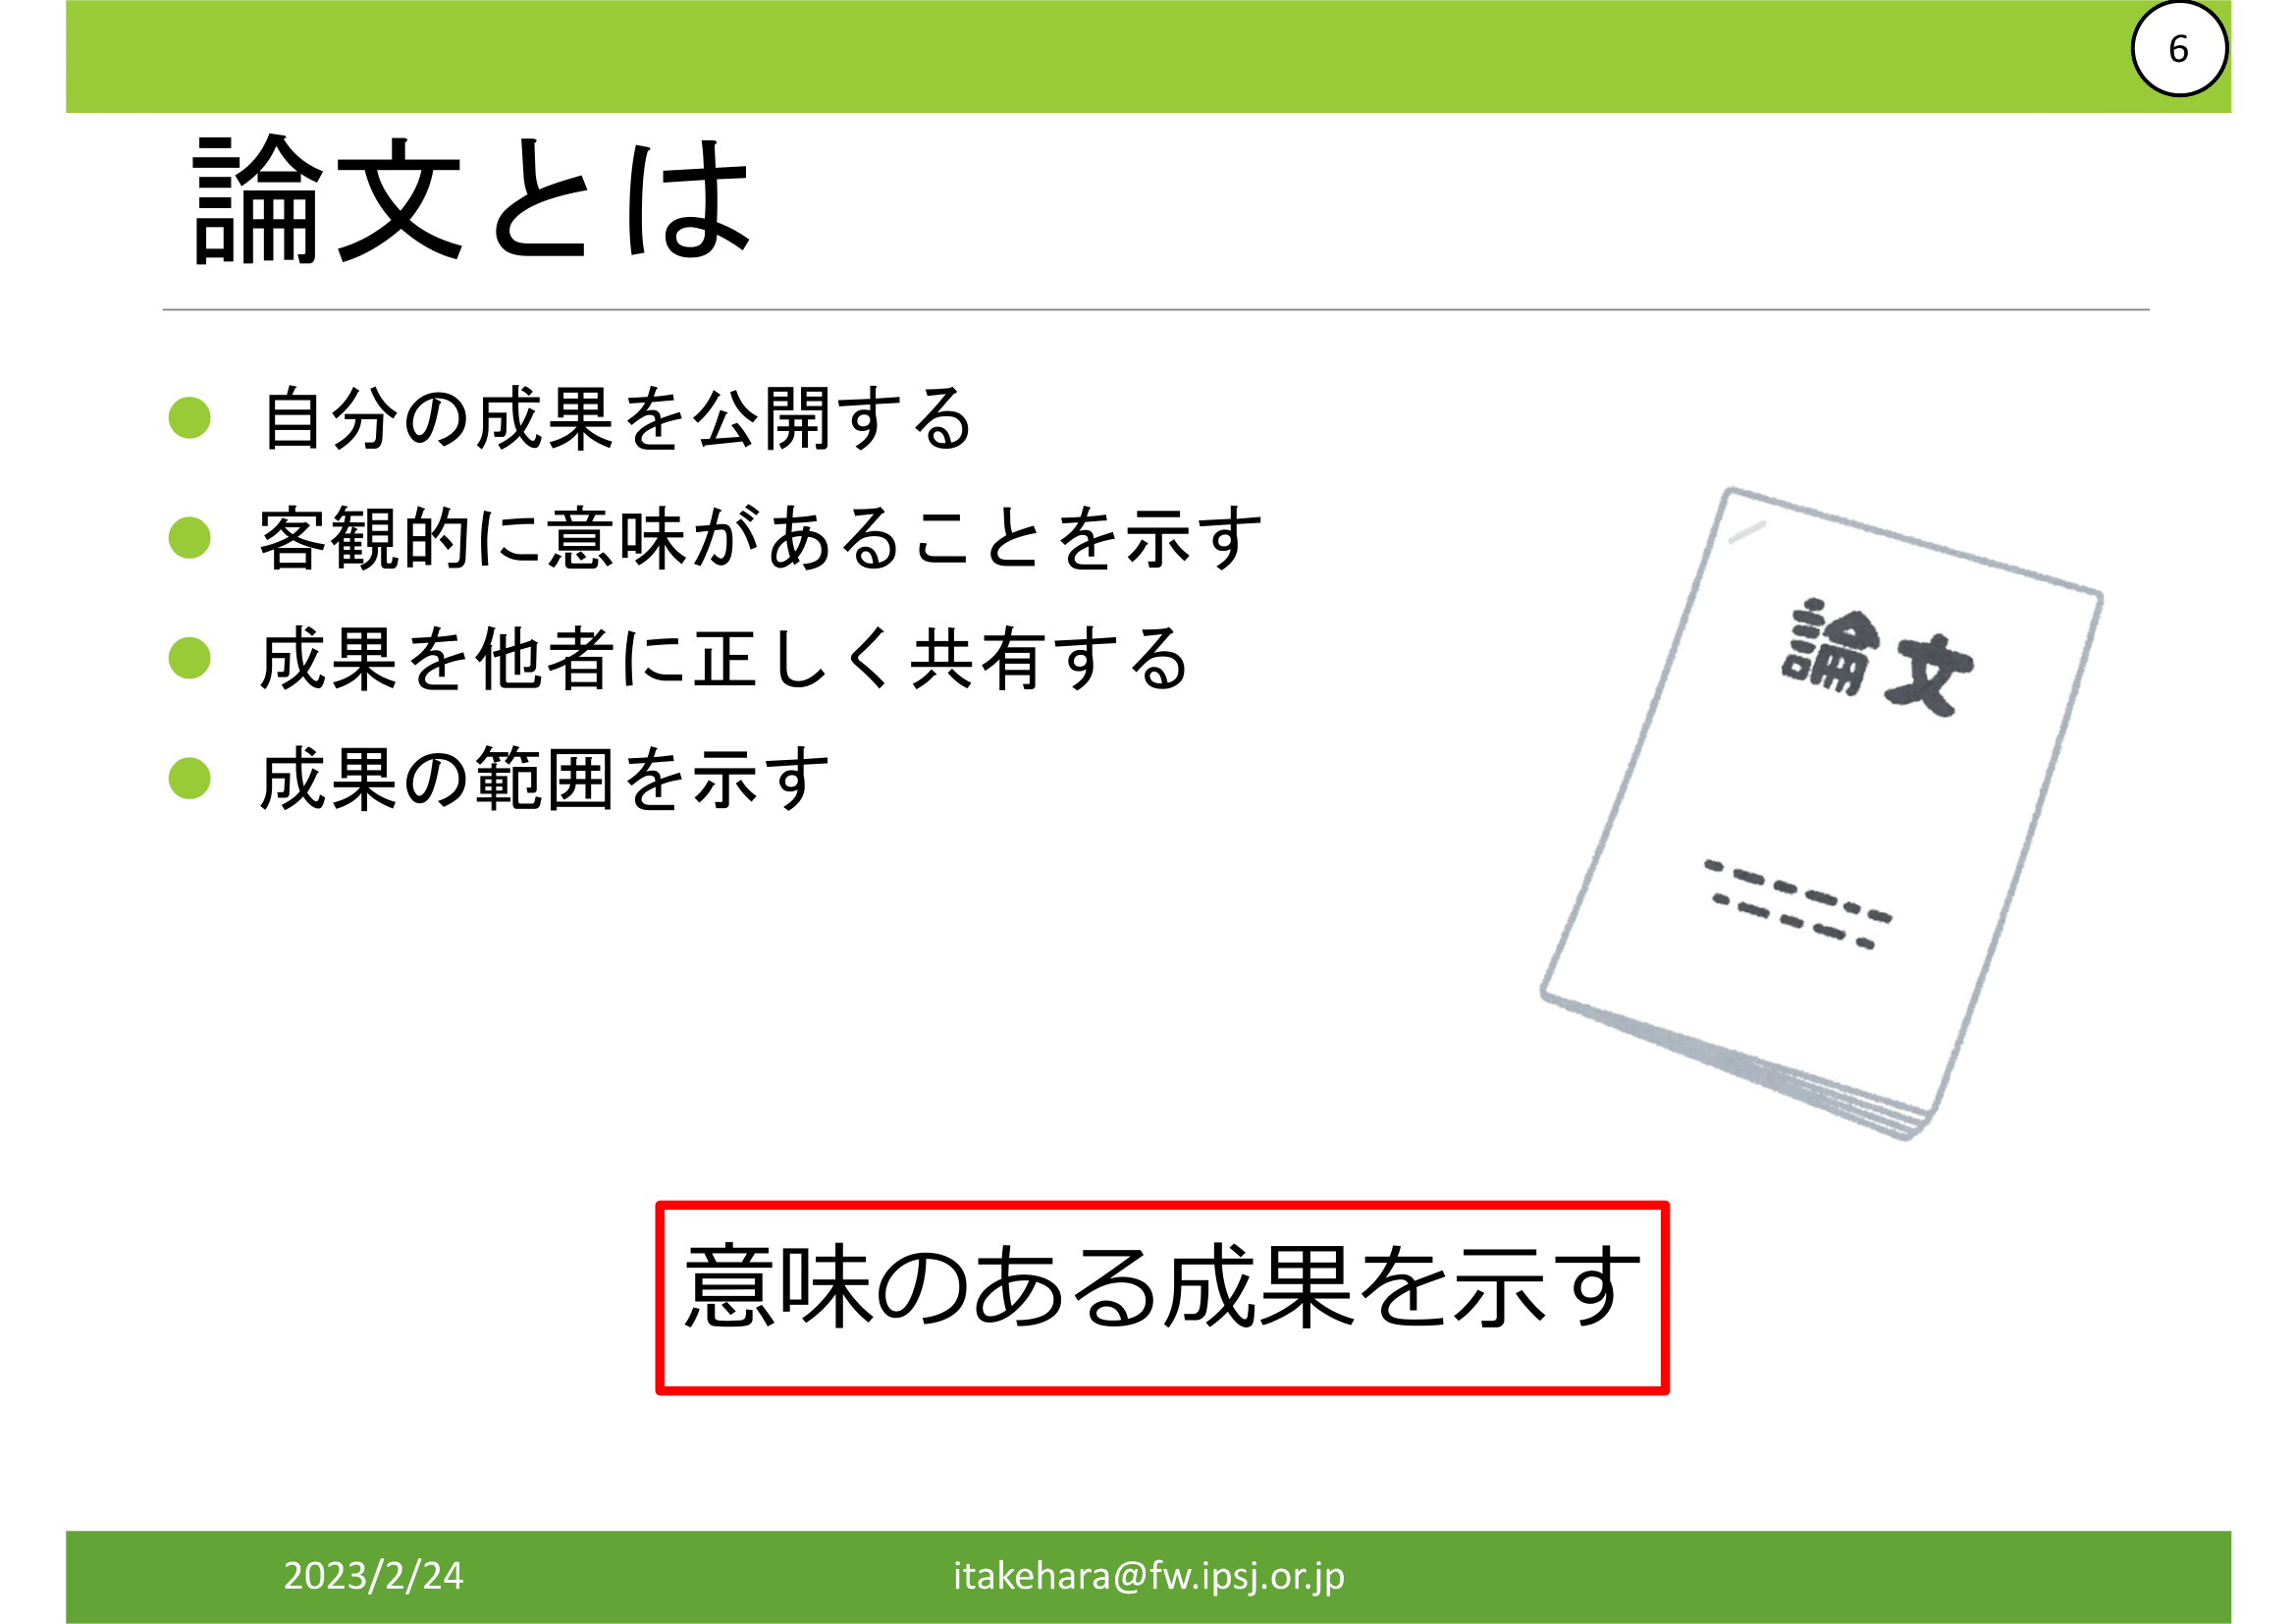 6
論文とは
自分の成果を公開する
客観的に意味があることを示す
成果を他者に正しく共有する
成果の範囲を示す
論文
意味のある成果を示す
2023/2/24
itakehara@fw.ipsj.or.jp